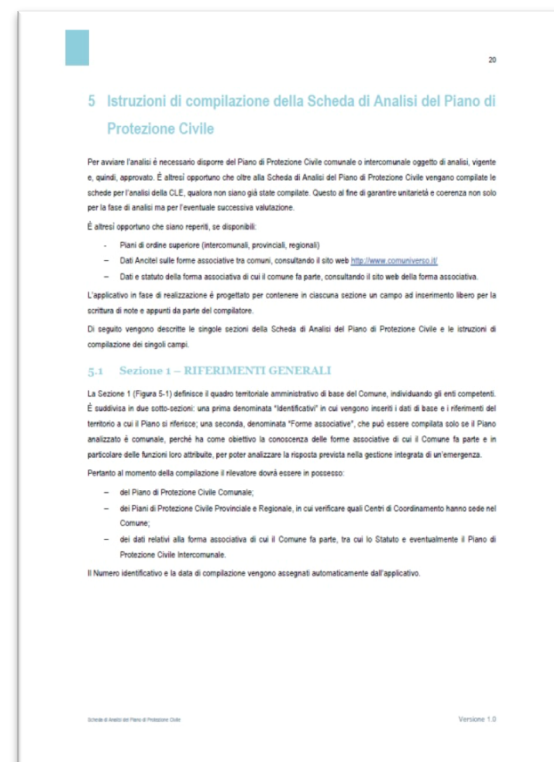 20
5 Istruzioni di compilazione della Scheda di Analisi del Piano di
Protezione Civile
Per avviare l'analisi è necessario disporre del Piano di Protezione Civile comunale o intercomunale oggetto di analisi, vigente
e, quindi, approvato. É altresì opportuno che oltre alla Scheda di Analisi del Piano di Protezione Civile vengano compilate le
schede per l'analisi della CLE, qualora non siano già state compilate. Questo al fine di garantire unitarietà e coerenza non solo
per la fase di analisi ma per l'eventuale successiva valutazione.
É altresì opportuno che siano reperiti, se disponibili:
- Piani di ordine superiore (intercomunali, provinciali, regionali)
– Dati Ancitel sulle forme associative tra comuni, consultando il sito web http://www.comuniverso.it/
– Dati e statuto della forma associativa di cui il comune fa parte, consultando il sito web della forma associativa.
L'applicativo in fase di realizzazione è progettato per contenere in ciascuna sezione un campo ad inserimento libero per la
scrittura di note e appunti da parte del compilatore.
Di seguito vengono descritte le singole sezioni della Scheda di Analisi del Piano di Protezione Civile e le istruzioni di
compilazione dei singoli campi.
5.1 Sezione 1 – RIFERIMENTI GENERALI
La Sezione 1 (Figura 5-1) definisce il quadro territoriale amministrativo di base del Comune, individuando gli enti competenti.
É suddivisa in due sotto-sezioni: una prima denominata "Identificativi" in cui vengono inseriti i dati di base e i riferimenti del
territorio a cui il Piano si riferisce; una seconda, denominata "Forme associative", che può essere compilata solo se il Piano
analizzato è comunale, perché ha come obiettivo la conoscenza delle forme associative di cui il Comune fa parte e in
particolare delle funzioni loro attribuite, per poter analizzare la risposta prevista nella gestione integrata di un'emergenza.
Pertanto al momento della compilazione il rilevatore dovrà essere in possesso:
– del Piano di Protezione Civile Comunale;
– dei Piani di Protezione Civile Provinciale e Regionale, in cui verificare quali Centri di Coordinamento hanno sede nel
Comune;
– dei dati relativi alla forma associativa di cui il Comune fa parte, tra cui lo Statuto e eventualmente il Piano di
Protezione Civile Intercomunale.
Il Numero identificativo e la data di compilazione vengono assegnati automaticamente dall'applicativo.
Scheda di Analisi del Piano di Protezione Civile
Versione 1.0